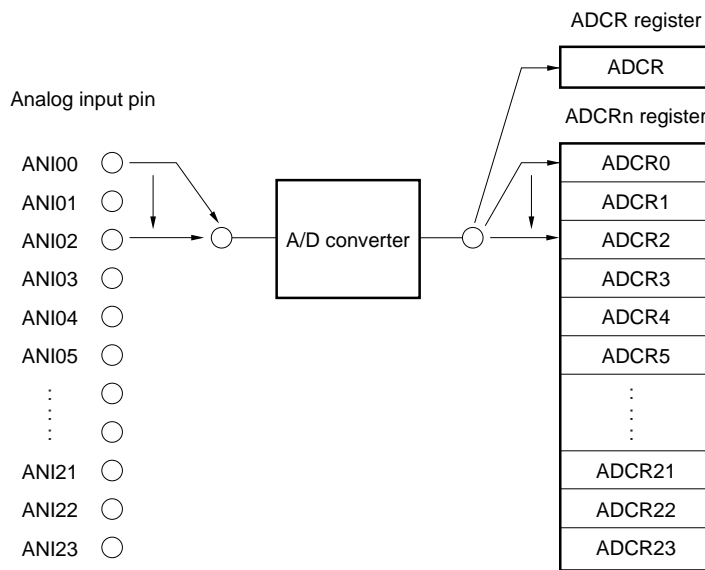 ADCR register
ADCR
Analog input pin
ADCRn register
ANI00
ANI01
ANI02
ANI03
ANI04
ANI05
ANI21
ANI22
ANI23
A/D converter
ADCR0
ADCR1
ADCR2
ADCR3
ADCR4
ADCR5
ADCR21
ADCR22
ADCR23